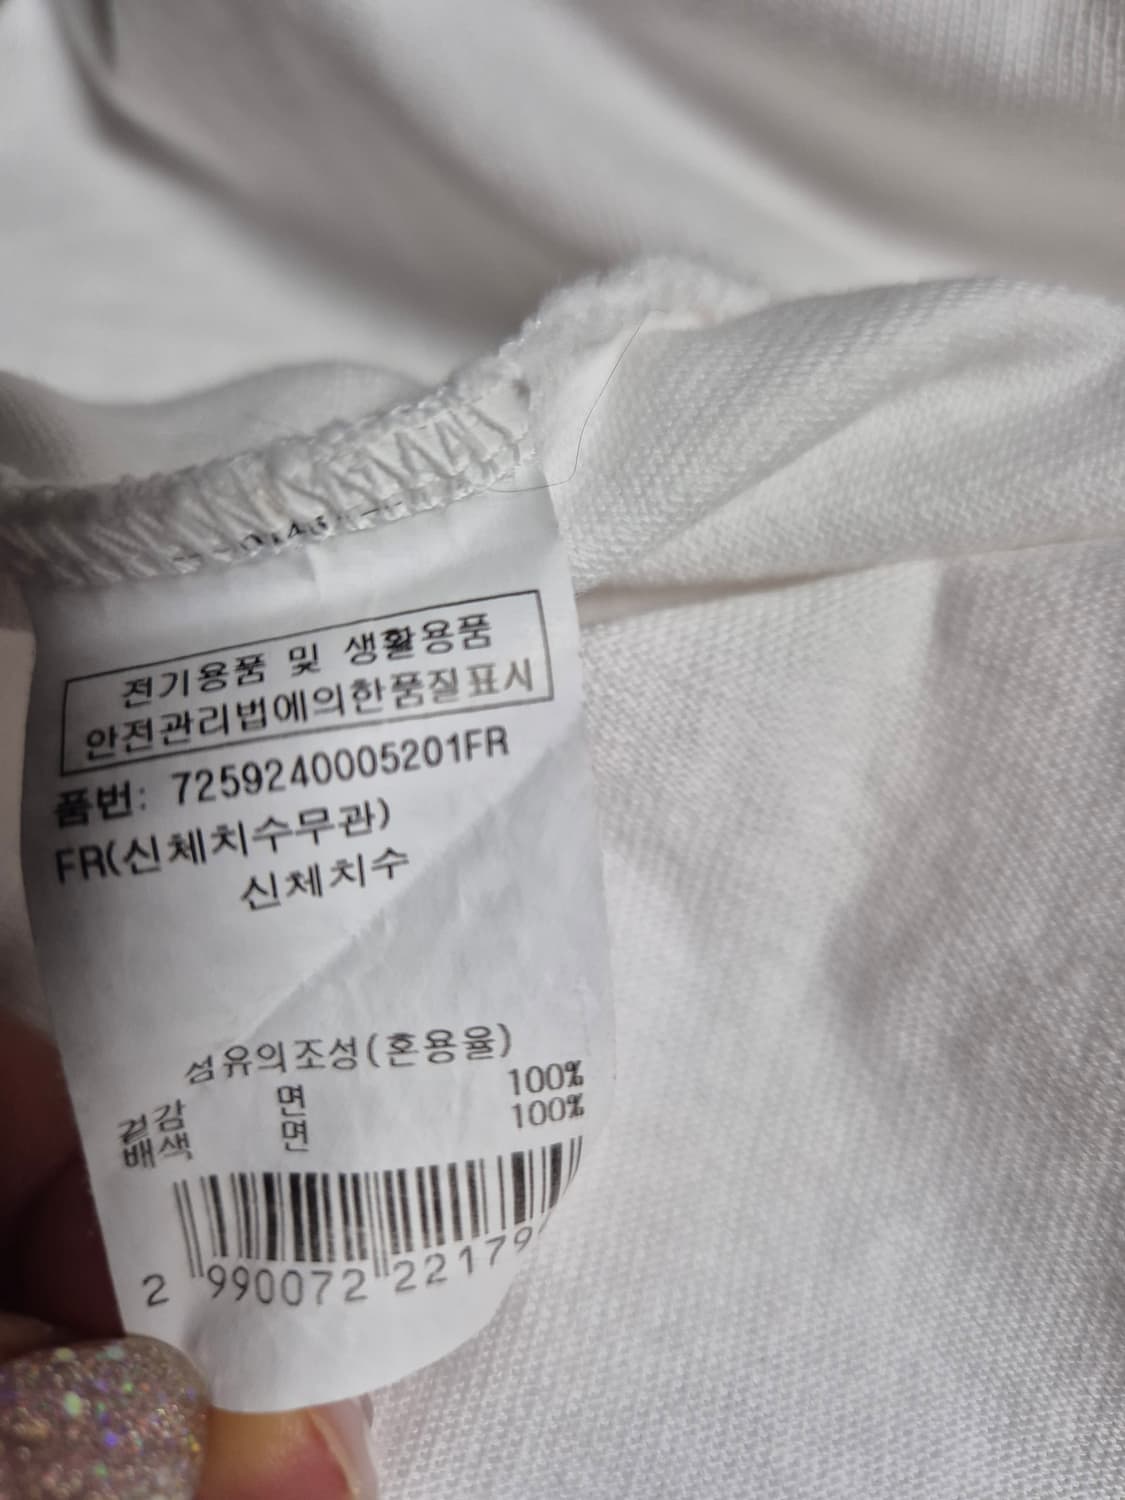 전기용품 및 생활용품
안전관리법에의한품질표시
품번: 7259240005201FR
FR(신체치수무관)
신체치수
섬유의조성(혼용율)
겉감 면 100%
배색 면 100%
2 990072 22179